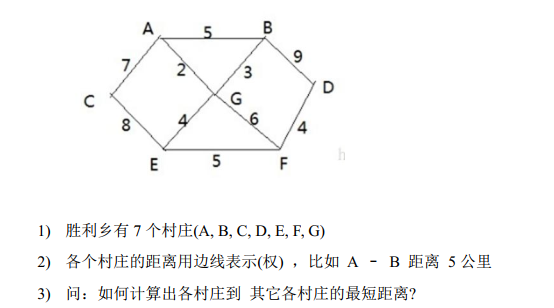 A 5 B
7 2 3 9
C G D
8 4 6 4
E 5 F
h
1) 胜利乡有 7 个村庄(A, B, C, D, E, F, G)
2) 各个村庄的距离用边线表示(权) ，比如 A – B 距离 5 公里
3) 问：如何计算出各村庄到 其它各村庄的最短距离?